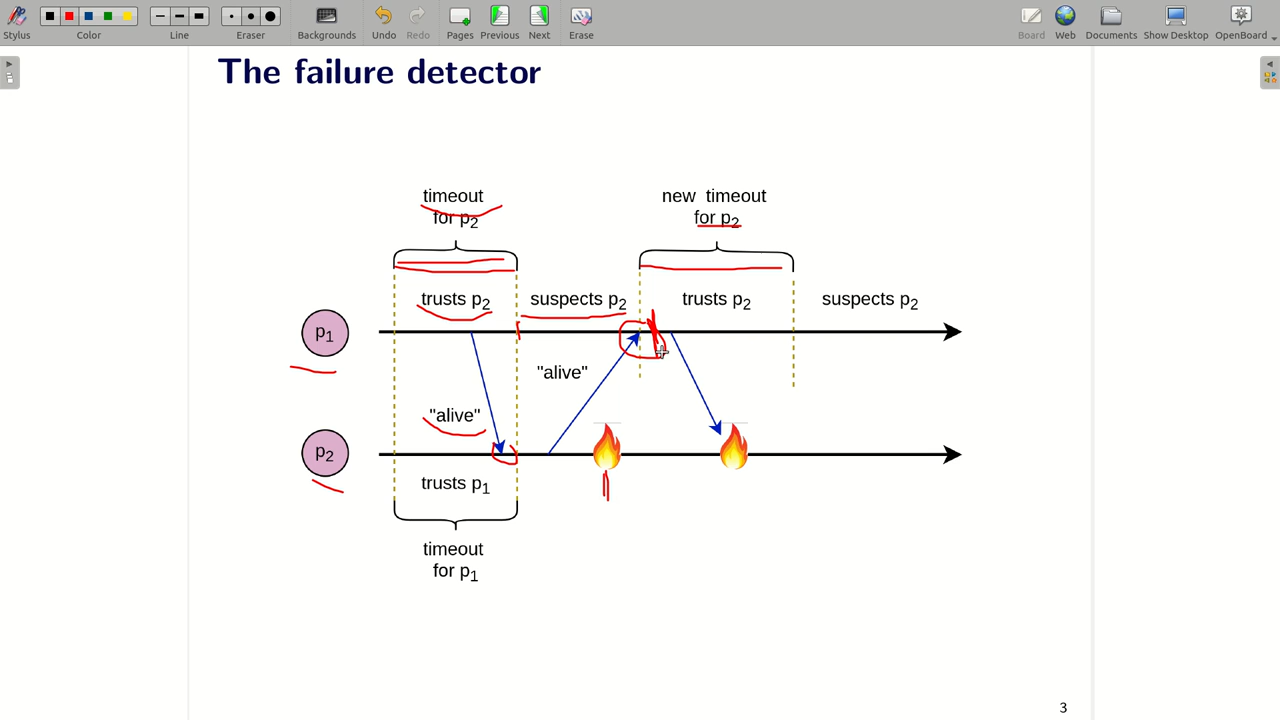 Stylus
Color
Line
Eraser
Backgrounds
Undo
Redo
Pages
Previous
Next
Erase
Board
Web
Documents
Show Desktop
OpenBoard
The failure detector
timeout
for p2
new timeout
for p2
trusts p2
suspects p2
trusts p2
suspects p2
p1
"alive"
"alive"
p2
trusts p1
timeout
for p1
3